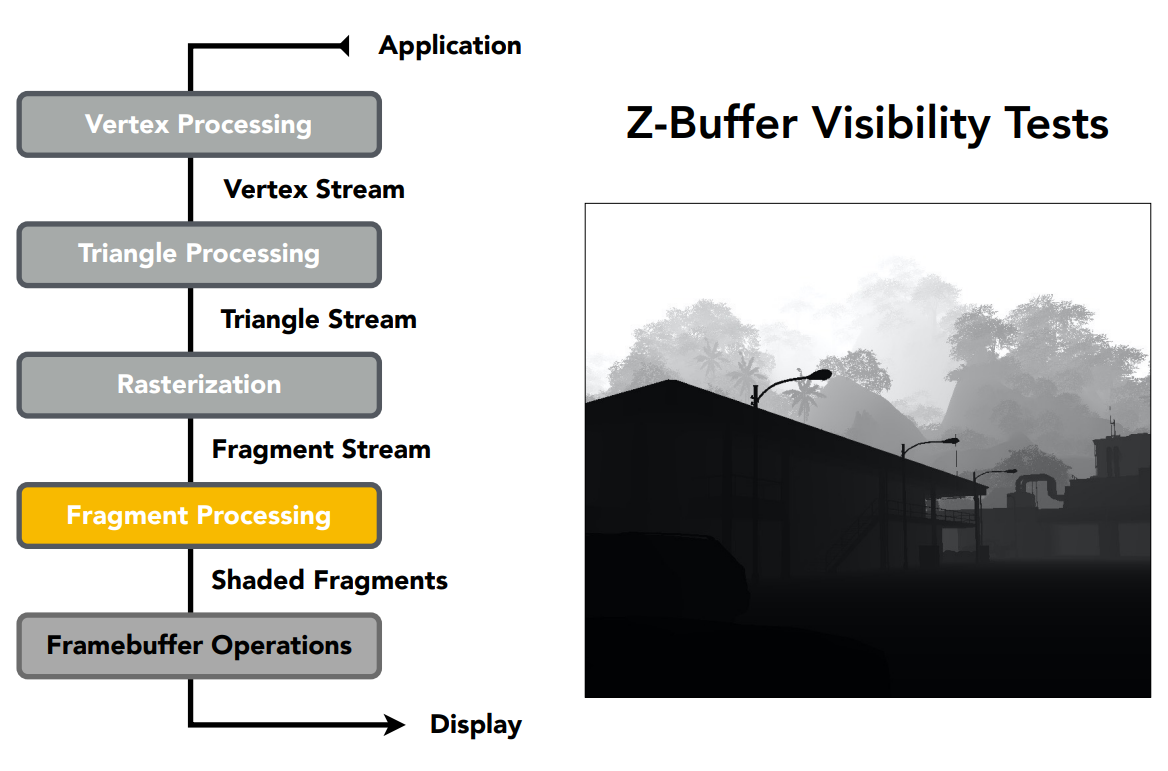 Application
Vertex Processing
Vertex Stream
Triangle Processing
Triangle Stream
Rasterization
Fragment Stream
Fragment Processing
Shaded Fragments
Framebuffer Operations
Display
Z-Buffer Visibility Tests